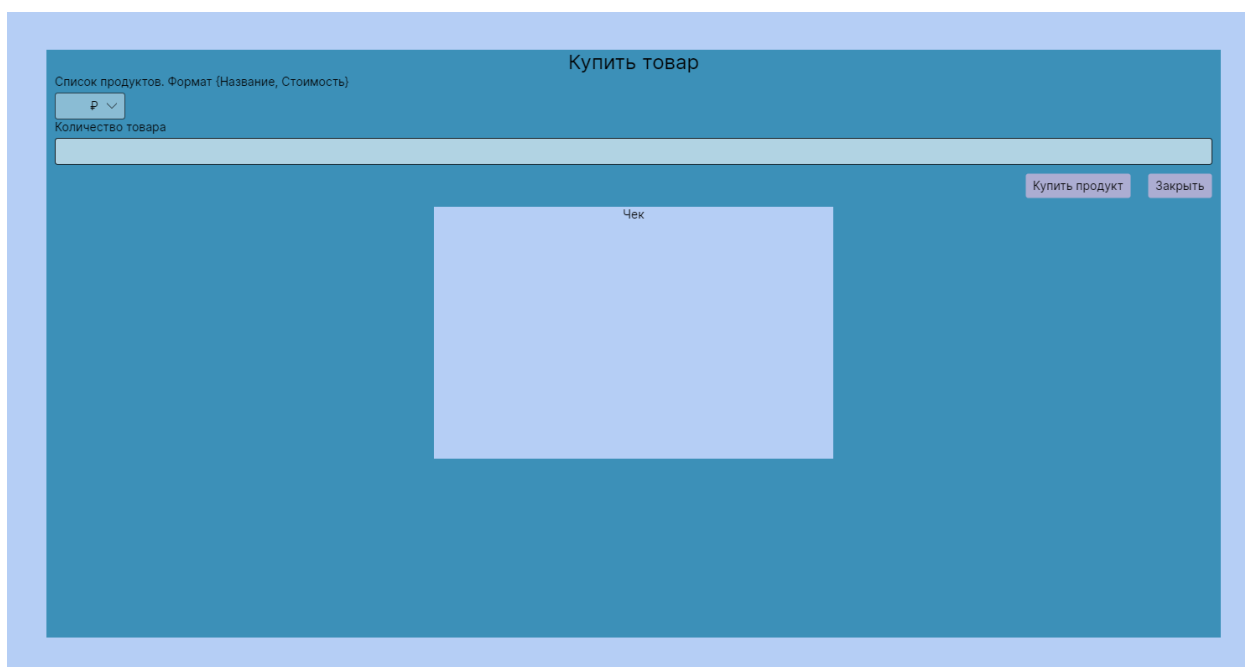 Купить товар
Список продуктов. Формат {Название, Стоимость}
₽
Количество товара
Купить продукт Закрыть
Чек